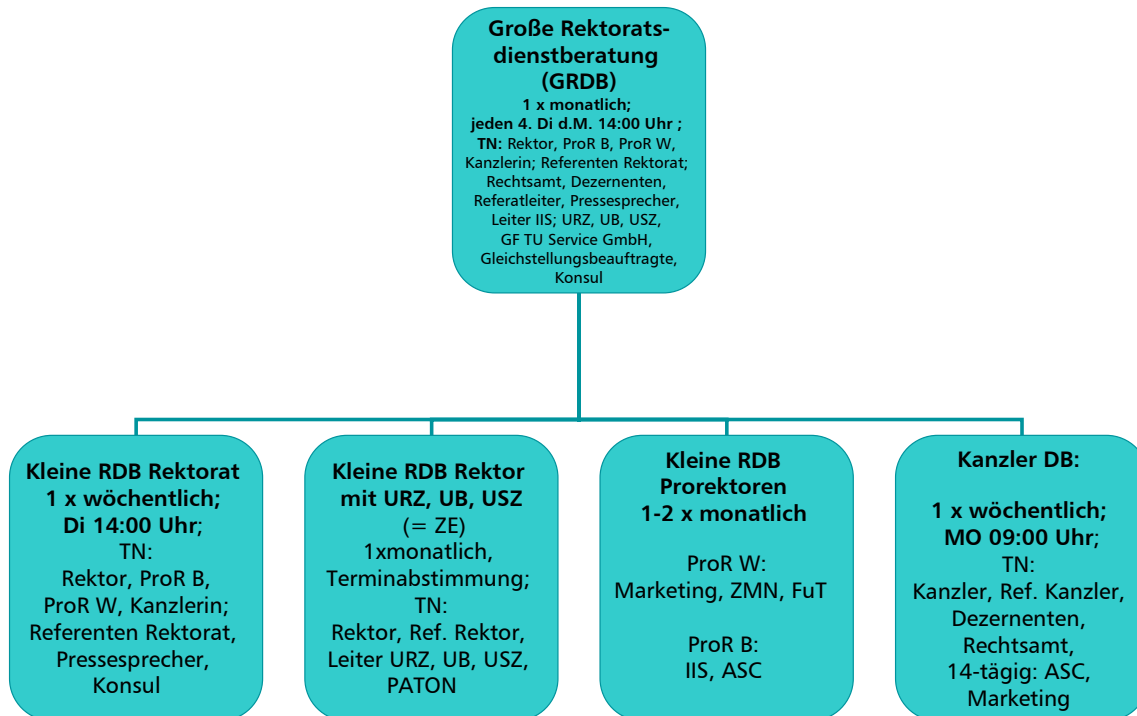 Große Rektorats-
dienstberatung
(GRDB)
1 x monatlich;
jeden 4. Di d.M. 14:00 Uhr ;
TN: Rektor, ProR B, ProR W,
Kanzlerin; Referenten Rektorat;
Rechtsamt, Dezernenten,
Referatleiter, Pressesprecher,
Leiter IIS; URZ, UB, USZ,
GF TU Service GmbH,
Gleichstellungsbeauftragte,
Konsul
Kleine RDB Rektorat
1 x wöchentlich;
Di 14:00 Uhr;
TN:
Rektor, ProR B,
ProR W, Kanzlerin;
Referenten Rektorat,
Pressesprecher,
Konsul
Kleine RDB Rektor
mit URZ, UB, USZ
(= ZE)
1xmonatlich,
Terminabstimmung;
TN:
Rektor, Ref. Rektor,
Leiter URZ, UB, USZ,
PATON
Kleine RDB
Prorektoren
1-2 x monatlich
ProR W:
Marketing, ZMN, FuT
ProR B:
IIS, ASC
Kanzler DB:
1 x wöchentlich;
MO 09:00 Uhr;
TN:
Kanzler, Ref. Kanzler,
Dezernenten,
Rechtsamt,
14-tägig: ASC,
Marketing